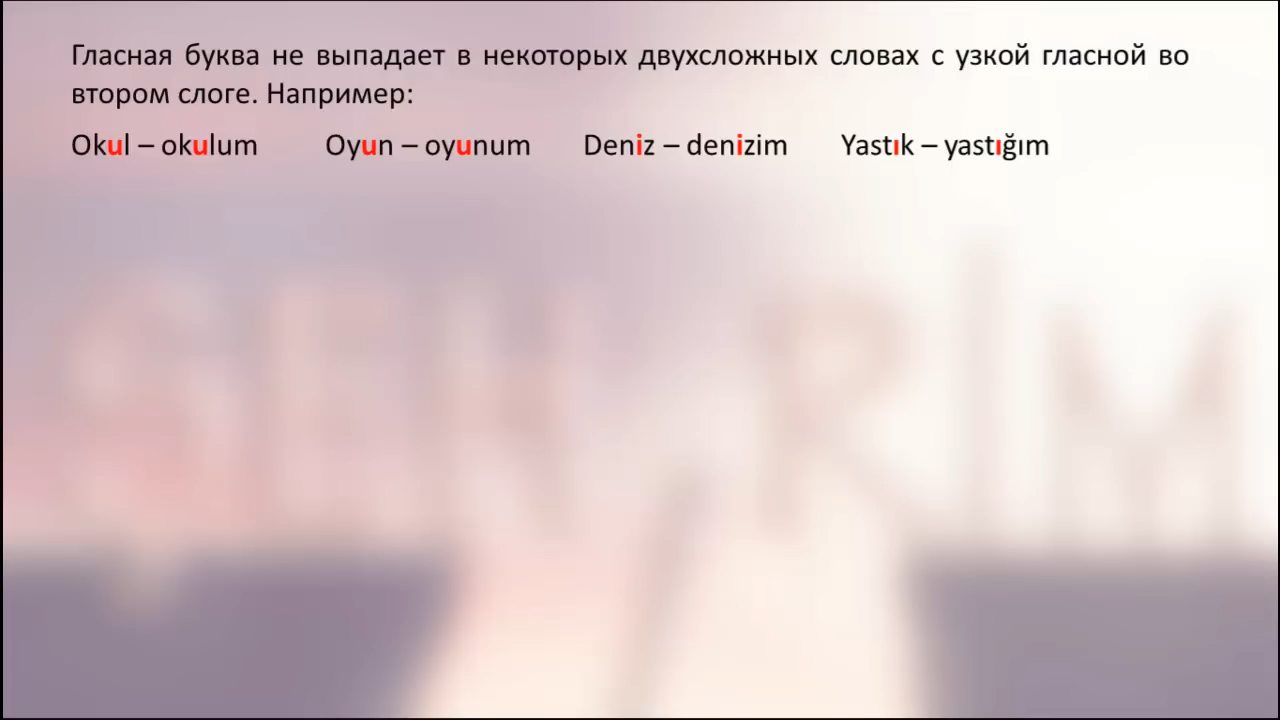 Гласная буква не выпадает в некоторых двухсложных словах с узкой гласной во
втором слоге. Например:
Okul – okulum Oyun – oyunum Deniz – denizim Yastık – yastığım